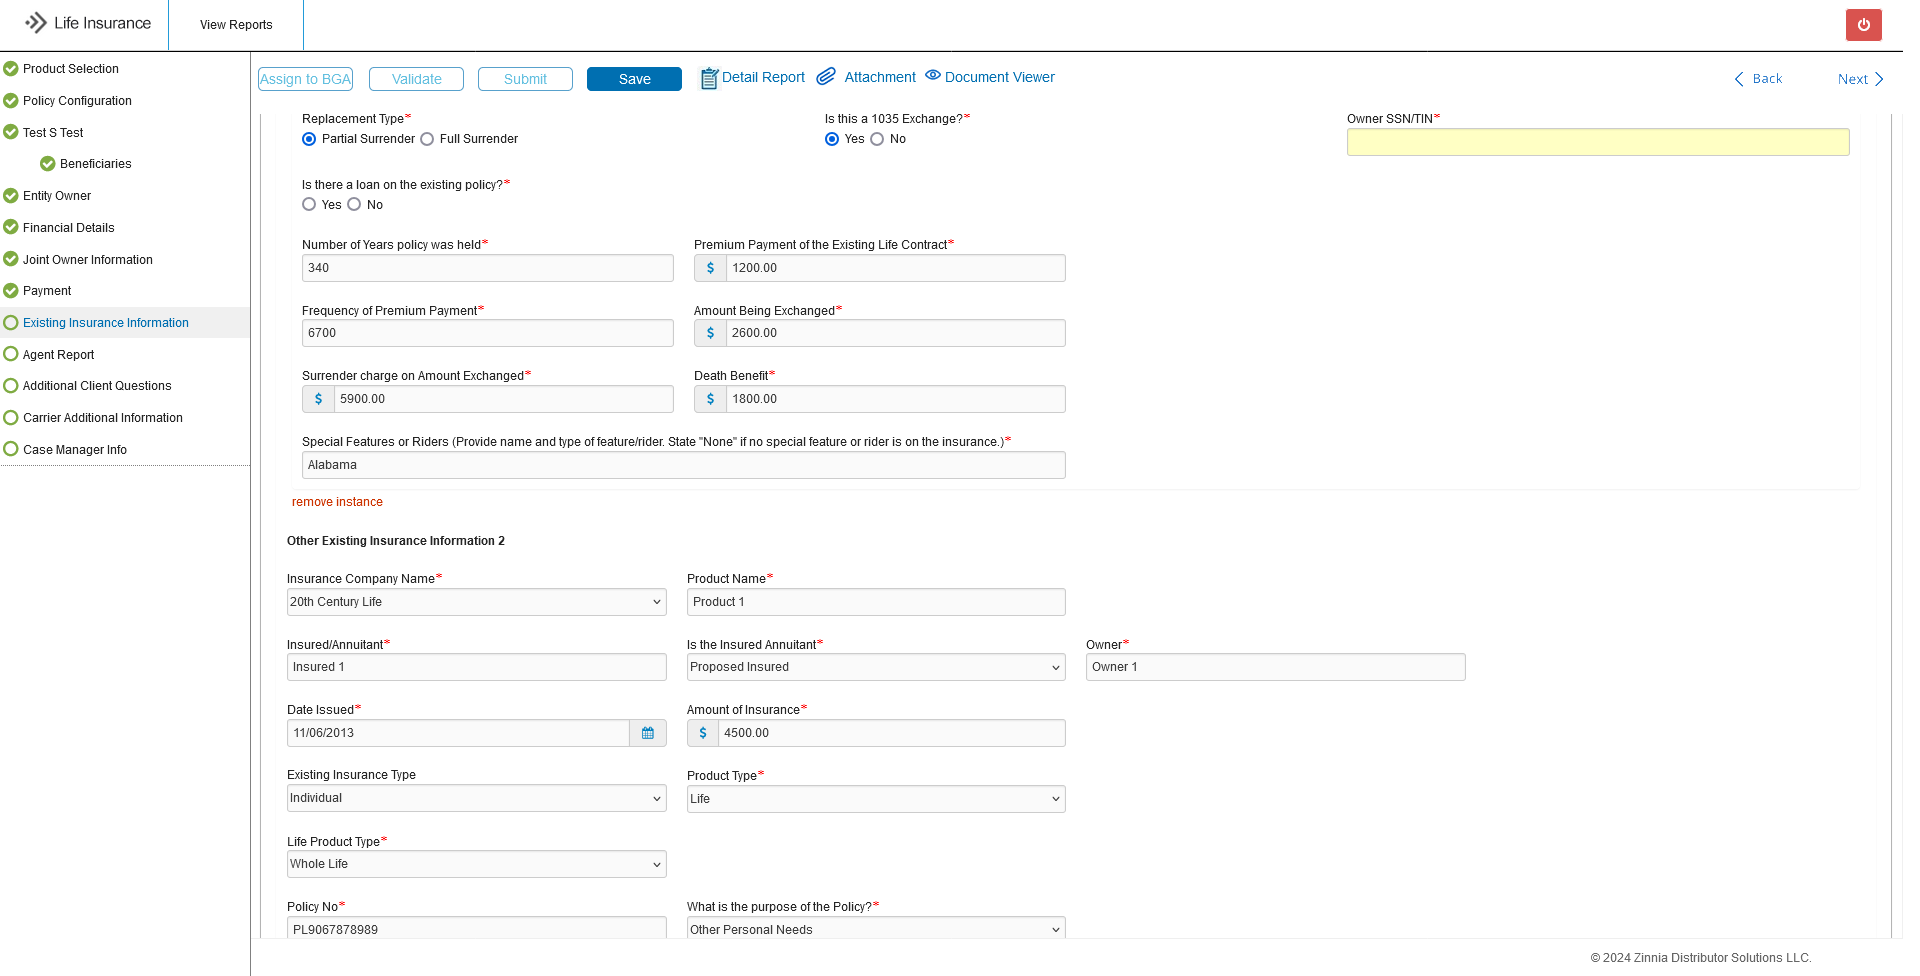 Life Insurance
View Reports
Product Selection
Policy Configuration
Test S Test
Beneficiaries
Entity Owner
Financial Details
Joint Owner Information
Payment
Existing Insurance Information
Agent Report
Additional Client Questions
Carrier Additional Information
Case Manager Info
Assign to BGA Validate Submit Save Detail Report Attachment Document Viewer Back Next
Replacement Type* Is this a 1035 Exchange?* Owner SSN/TIN*
Partial Surrender Full Surrender Yes No
Is there a loan on the existing policy?*
Yes No
Number of Years policy was held* Premium Payment of the Existing Life Contract*
340 $ 1200.00
Frequency of Premium Payment* Amount Being Exchanged*
6700 $ 2600.00
Surrender charge on Amount Exchanged* Death Benefit*
$ 5900.00 $ 1800.00
Special Features or Riders (Provide name and type of feature/rider. State "None" if no special feature or rider is on the insurance.)*
Alabama
remove instance
Other Existing Insurance Information 2
Insurance Company Name* Product Name*
20th Century Life Product 1
Insured/Annuitant* Is the Insured Annuitant* Owner*
Insured 1 Proposed Insured Owner 1
Date Issued* Amount of Insurance*
11/06/2013 $ 4500.00
Existing Insurance Type Product Type*
Individual Life
Life Product Type*
Whole Life
Policy No* What is the purpose of the Policy?*
PL9067878989 Other Personal Needs
© 2024 Zinnia Distributor Solutions LLC.